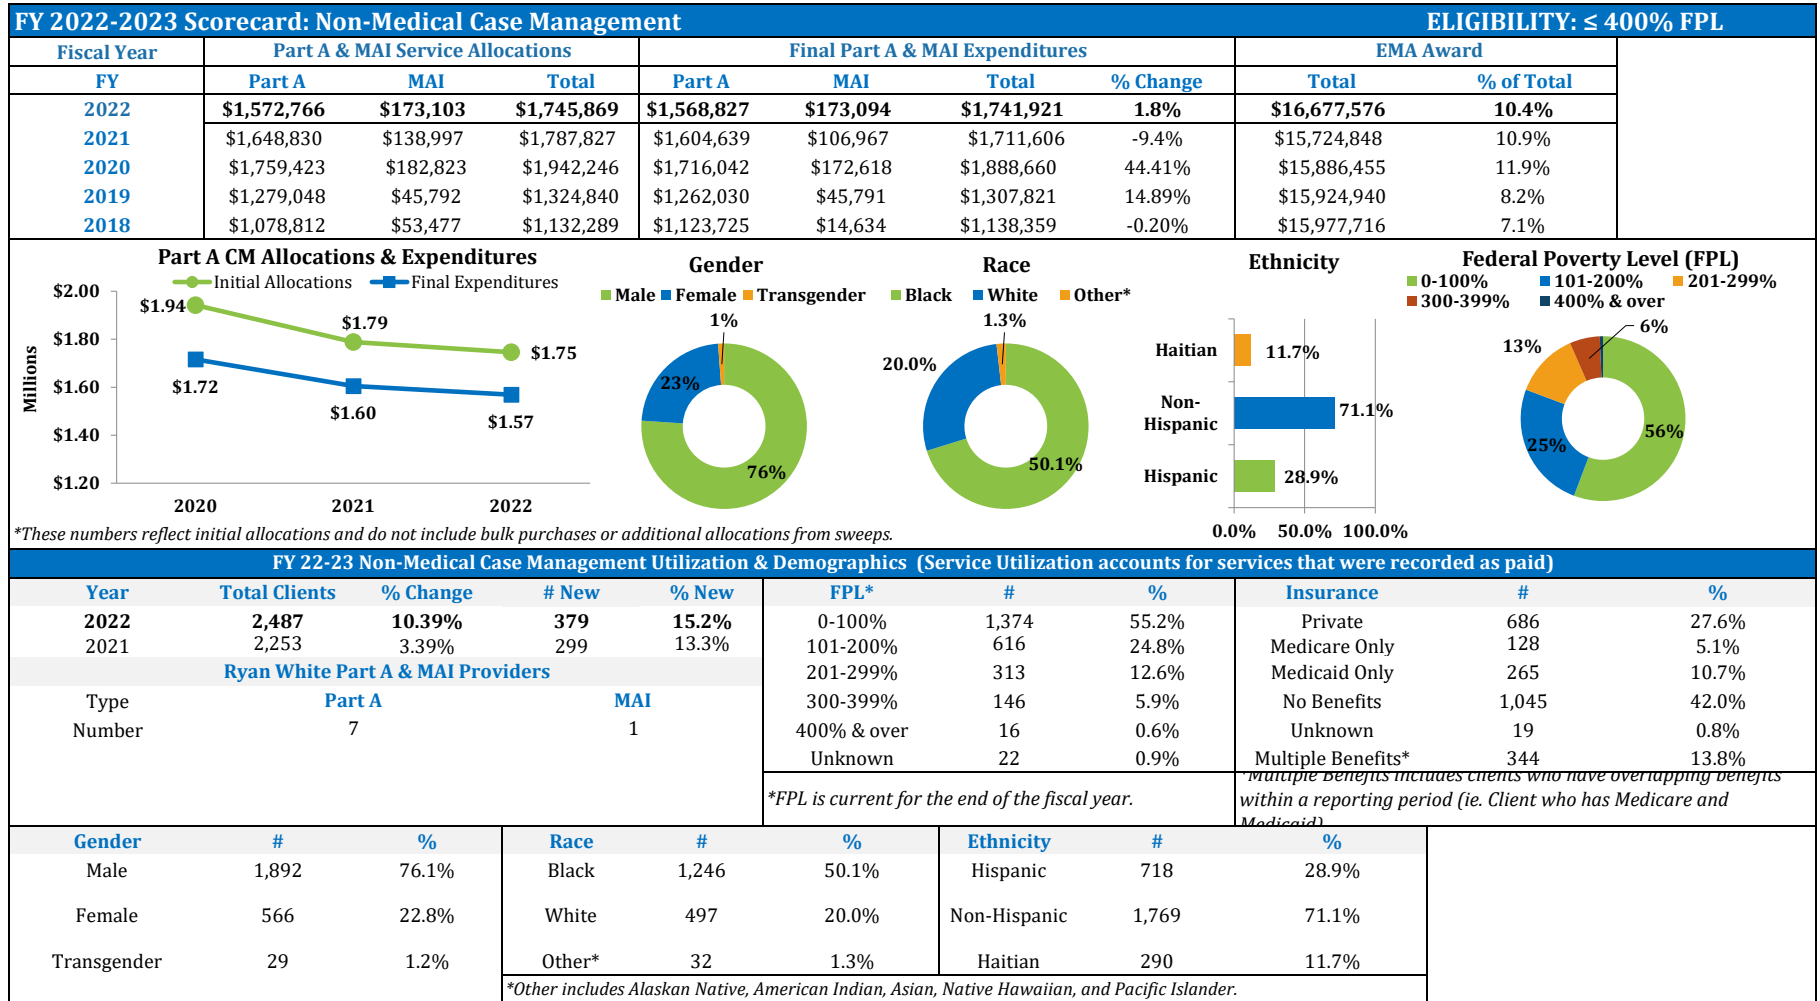 FY 2022-2023 Scorecard: Non-Medical Case Management ELIGIBILITY: ≤ 400% FPL
Fiscal Year Part A & MAI Service Allocations Final Part A & MAI Expenditures EMA Award
FY Part A MAI Total Part A MAI Total % Change Total % of Total
2022 $1,572,766 $173,103 $1,745,869 $1,568,827 $173,094 $1,741,921 1.8% $16,677,576 10.4%
2021 $1,648,830 $138,997 $1,787,827 $1,604,639 $106,967 $1,711,606 -9.4% $15,724,848 10.9%
2020 $1,759,423 $182,823 $1,942,246 $1,716,042 $172,618 $1,888,660 44.41% $15,886,455 11.9%
2019 $1,279,048 $45,792 $1,324,840 $1,262,030 $45,791 $1,307,821 14.89% $15,924,940 8.2%
2018 $1,078,812 $53,477 $1,132,289 $1,123,725 $14,634 $1,138,359 -0.20% $15,977,716 7.1%
Part A CM Allocations & Expenditures
Initial Allocations Final Expenditures
Millions
$2.00
$1.80
$1.60
$1.40
$1.20
$1.94
$1.79
$1.75
$1.72
$1.60
$1.57
2020 2021 2022
Gender
Male Female Transgender
1%
23%
76%
Race
Black White Other*
1.3%
20.0%
50.1%
Ethnicity
Haitian 11.7%
Non-
Hispanic
71.1%
Hispanic 28.9%
0.0% 50.0% 100.0%
Federal Poverty Level (FPL)
0-100% 101-200% 201-299%
300-399% 400% & over
6%
13%
25%
56%
*These numbers reflect initial allocations and do not include bulk purchases or additional allocations from sweeps.
FY 22-23 Non-Medical Case Management Utilization & Demographics (Service Utilization accounts for services that were recorded as paid)
Year Total Clients % Change # New % New
2022 2,487 10.39% 379 15.2%
2021 2,253 3.39% 299 13.3%
Ryan White Part A & MAI Providers
Type Part A MAI
Number 7 1
FPL* # %
0-100% 1,374 55.2%
101-200% 616 24.8%
201-299% 313 12.6%
300-399% 146 5.9%
400% & over 16 0.6%
Unknown 22 0.9%
*FPL is current for the end of the fiscal year.
Insurance # %
Private 686 27.6%
Medicare Only 128 5.1%
Medicaid Only 265 10.7%
No Benefits 1,045 42.0%
Unknown 19 0.8%
Multiple Benefits* 344 13.8%
*Multiple Benefits includes clients who have overlapping benefits
within a reporting period (ie. Client who has Medicare and
Medicaid)
Gender # %
Male 1,892 76.1%
Female 566 22.8%
Transgender 29 1.2%
Race # %
Black 1,246 50.1%
White 497 20.0%
Other* 32 1.3%
Ethnicity # %
Hispanic 718 28.9%
Non-Hispanic 1,769 71.1%
Haitian 290 11.7%
*Other includes Alaskan Native, American Indian, Asian, Native Hawaiian, and Pacific Islander.